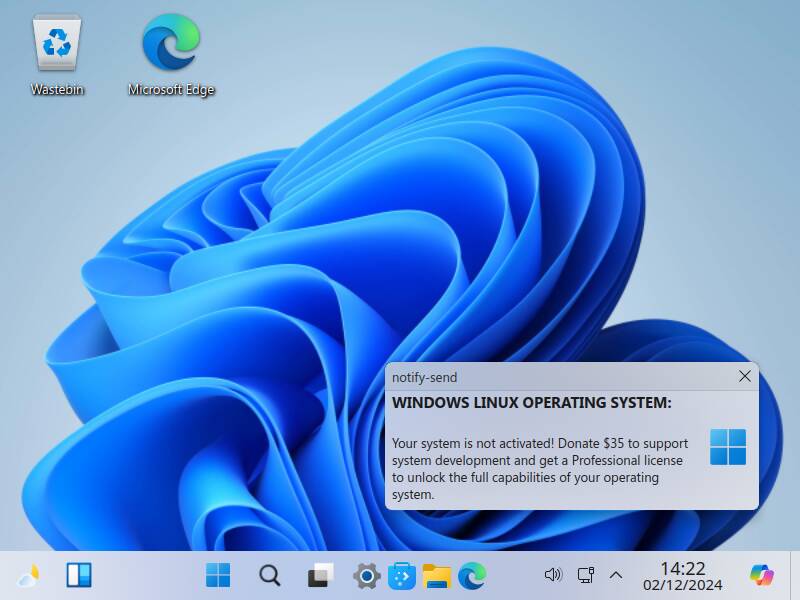 Wastebin
Microsoft Edge
notify-send
WINDOWS LINUX OPERATING SYSTEM:
Your system is not activated! Donate $35 to support
system development and get a Professional license
to unlock the full capabilities of your operating
system.
14:22
02/12/2024